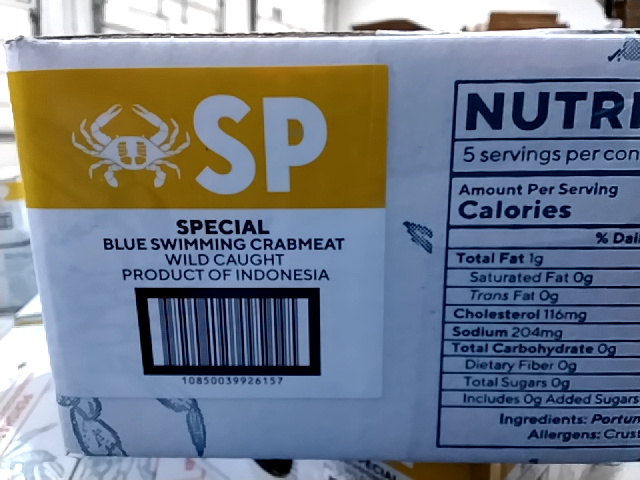 SP
SPECIAL
BLUE SWIMMING CRABMEAT
WILD CAUGHT
PRODUCT OF INDONESIA
10850039926157
NUTRI
5 servings per con
Amount Per Serving
Calories
% Dail
Total Fat 1g
Saturated Fat 0g
Trans Fat 0g
Cholesterol 116mg
Sodium 204mg
Total Carbohydrate 0g
Dietary Fiber 0g
Total Sugars 0g
Includes 0g Added Sugars
Ingredients: Portun
Allergens: Crust